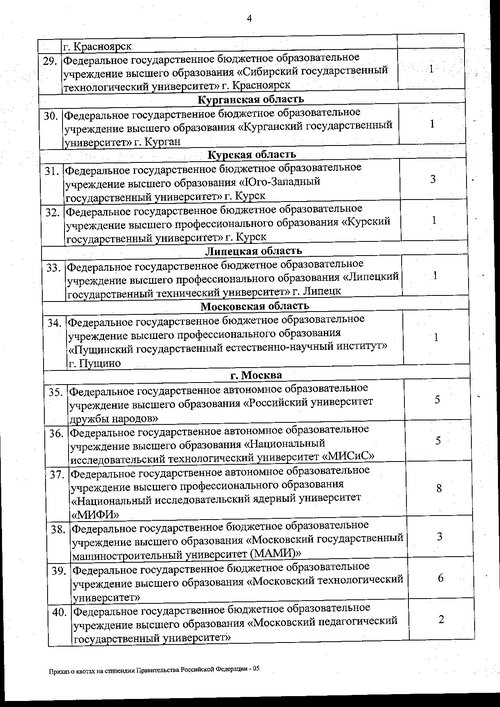 4
г. Красноярск
29. Федеральное государственное бюджетное образовательное
учреждение высшего образования «Сибирский государственный
технологический университет» г. Красноярск
1
Курганская область
30. Федеральное государственное бюджетное образовательное
учреждение высшего образования «Курганский государственный
университет» г. Курган
1
Курская область
31. Федеральное государственное бюджетное образовательное
учреждение высшего образования «Юго-Западный
государственный университет» г. Курск
3
32. Федеральное государственное бюджетное образовательное
учреждение высшего профессионального образования «Курский
государственный университет» г. Курск
1
Липецкая область
33. Федеральное государственное бюджетное образовательное
учреждение высшего профессионального образования «Липецкий
государственный технический университет» г. Липецк
1
Московская область
34. Федеральное государственное бюджетное образовательное
учреждение высшего профессионального образования
«Пущинский государственный естественно-научный институт»
г. Пущино
1
г. Москва
35. Федеральное государственное автономное образовательное
учреждение высшего образования «Российский университет
дружбы народов»
5
36. Федеральное государственное автономное образовательное
учреждение высшего образования «Национальный
исследовательский технологический университет «МИСиС»
5
37. Федеральное государственное автономное образовательное
учреждение высшего профессионального образования
«Национальный исследовательский ядерный университет
«МИФИ»
8
38. Федеральное государственное бюджетное образовательное
учреждение высшего образования «Московский государственный
машиностроительный университет (МАМИ)»
3
39. Федеральное государственное бюджетное образовательное
учреждение высшего образования «Московский технологический
университет»
6
40. Федеральное государственное бюджетное образовательное
учреждение высшего образования «Московский педагогический
государственный университет»
2
Приказ о квотах на стипендии Правительства Российской Федерации - 05